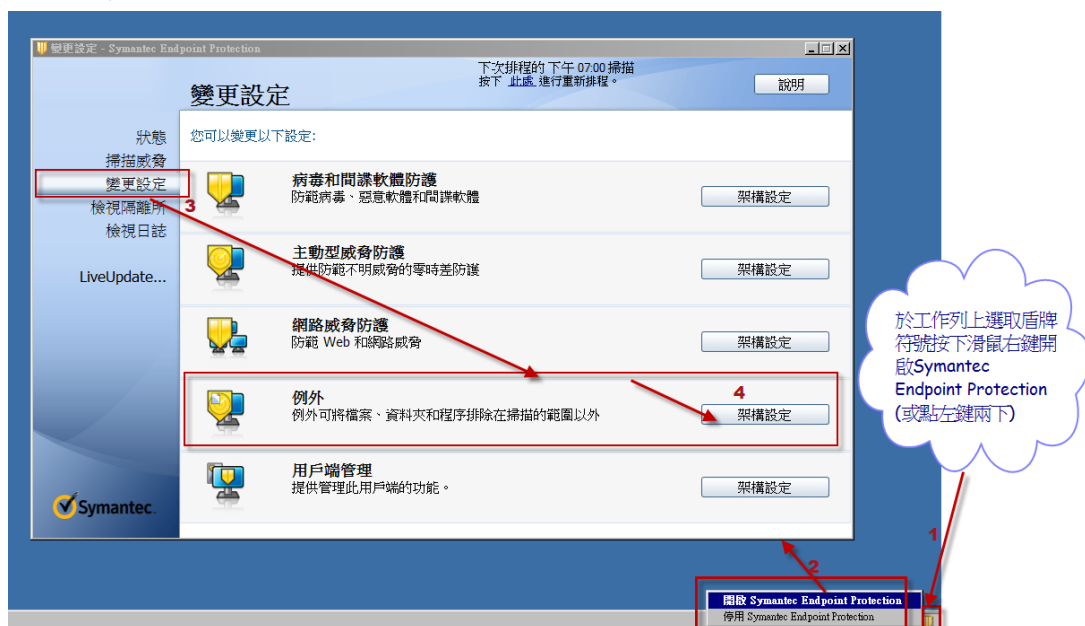 變更設定 - Symantec Endpoint Protection
變更設定
下次排程的 下午 07:00 掃描
按下 此處 進行重新排程。
說明
狀態
掃描威脅
變更設定
檢視隔離所
檢視日誌
LiveUpdate...
3
您可以變更以下設定:
病毒和間諜軟體防護
防範病毒、惡意軟體和間諜軟體
架構設定
主動型威脅防護
提供防範不明威脅的零時差防護
架構設定
網路威脅防護
防範 Web 和網路威脅
架構設定
例外
例外可將檔案、資料夾和程序排除在掃描的範圍以外
4
架構設定
用戶端管理
提供管理此用戶端的功能。
架構設定
Symantec.
於工作列上選取盾牌
符號按下滑鼠右鍵開
啟Symantec
Endpoint Protection
(或點左鍵兩下)
1
2
開啟 Symantec Endpoint Protection
停用 Symantec Endpoint Protection